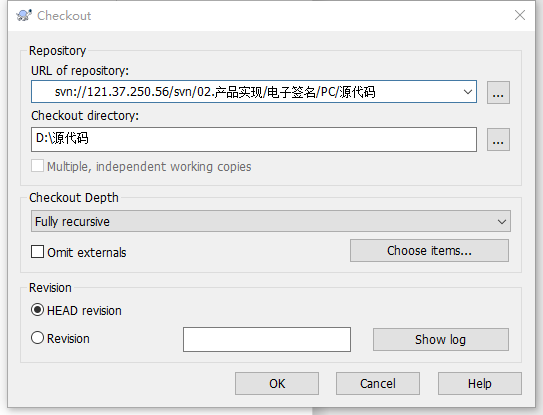 Checkout
Repository
URL of repository:
svn://121.37.250.56/svn/02.产品实现/电子签名/PC/源代码
...
Checkout directory:
D:\源代码
...
Multiple, independent working copies
Checkout Depth
Fully recursive
Omit externals
Choose items...
Revision
HEAD revision
Revision
Show log
OK
Cancel
Help